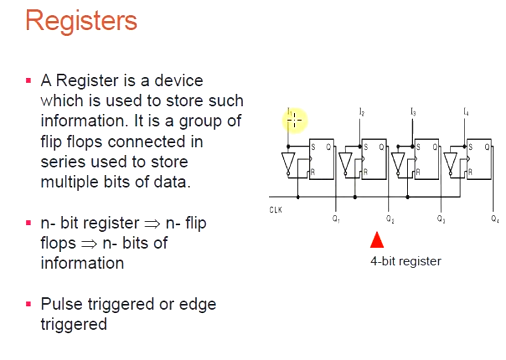 Registers
A Register is a device
which is used to store such
information. It is a group of
flip flops connected in
series used to store
multiple bits of data.
n- bit register ⇒ n- flip
flops ⇒ n- bits of
information
Pulse triggered or edge
triggered
I₁ I₂ I₃ I₄
S Q S Q S Q S Q
R R R R
CLK
Q₁ Q₂ Q₃ Q₄
4-bit register